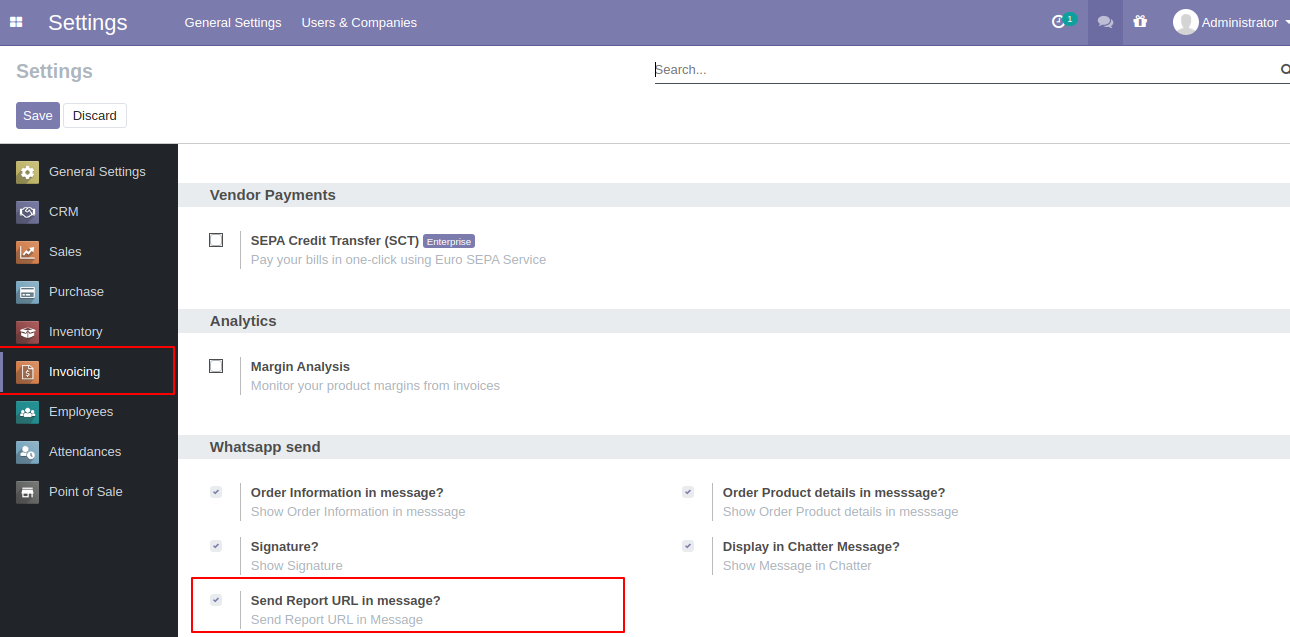 Settings General Settings Users & Companies 1 Administrator
Settings
Search...
Save Discard
General Settings
CRM
Sales
Purchase
Inventory
Invoicing
Employees
Attendances
Point of Sale
Vendor Payments
SEPA Credit Transfer (SCT) Enterprise
Pay your bills in one-click using Euro SEPA Service
Analytics
Margin Analysis
Monitor your product margins from invoices
Whatsapp send
Order Information in message?
Show Order Information in messsage
Order Product details in messsage?
Show Order Product details in messsage
Signature?
Show Signature
Display in Chatter Message?
Show Message in Chatter
Send Report URL in message?
Send Report URL in Message